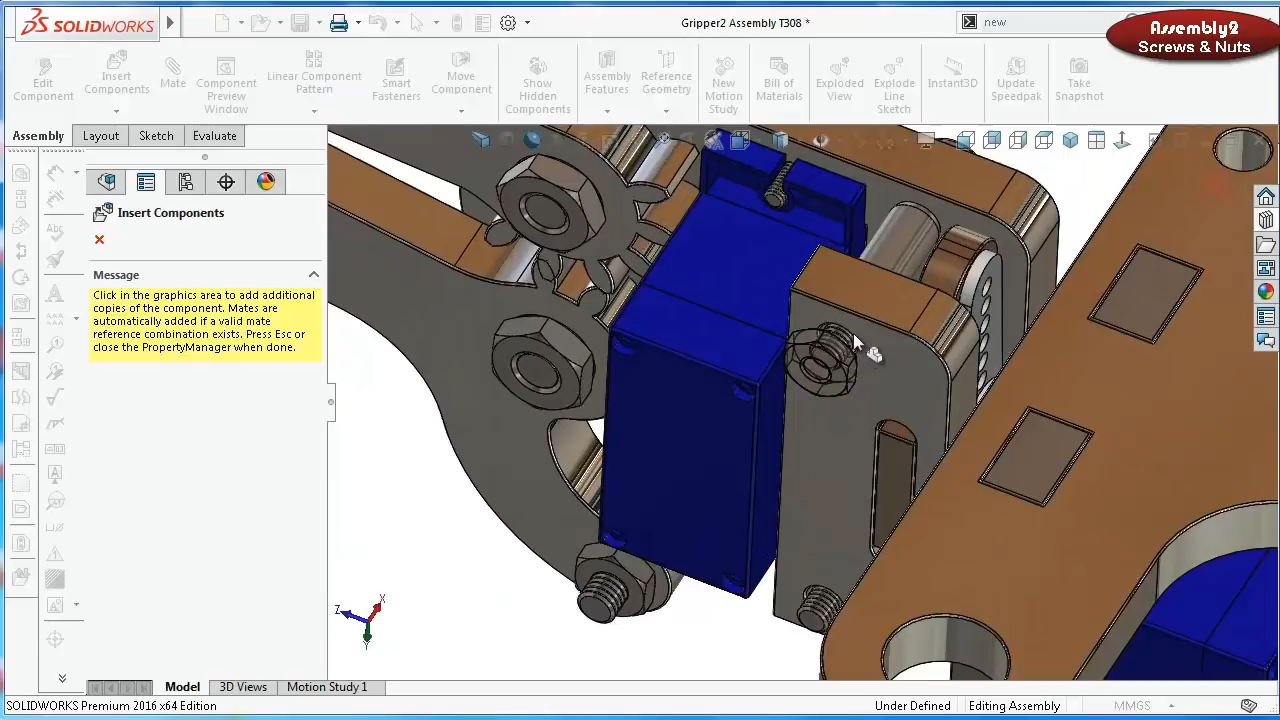 SOLIDWORKS
Gripper2 Assembly T308 *
new
Assembly2
Screws & Nuts
Edit
Component
Insert
Components
Mate
Component
Preview
Window
Linear Component
Pattern
Smart
Fasteners
Move
Component
Show
Hidden
Components
Assembly
Features
Reference
Geometry
New
Motion
Study
Bill of
Materials
Exploded
View
Explode
Line
Sketch
Instant3D
Update
Speedpak
Take
Snapshot
Assembly
Layout
Sketch
Evaluate
Insert Components
Message
Click in the graphics area to add additional
copies of the component. Mates are
automatically added if a valid mate
reference combination exists. Press Esc or
close the PropertyManager when done.
Z
X
Y
Model
3D Views
Motion Study 1
SOLIDWORKS Premium 2016 x64 Edition
Under Defined
Editing Assembly
MMGS